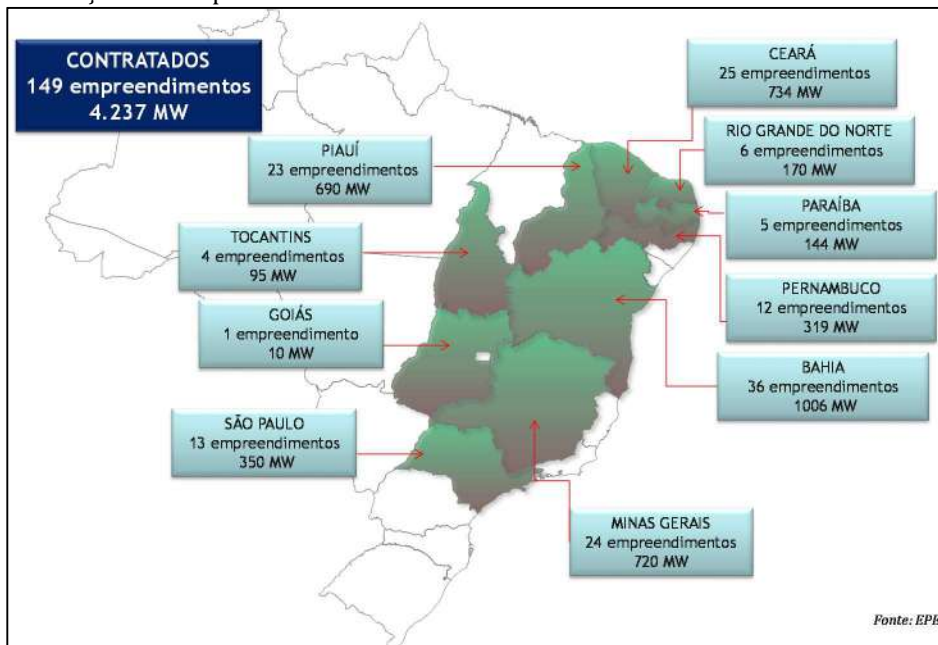 CONTRATADOS
149 empreendimentos
4.237 MW
CEARÁ
25 empreendimentos
734 MW
RIO GRANDE DO NORTE
6 empreendimentos
170 MW
PIAUÍ
23 empreendimentos
690 MW
PARAÍBA
5 empreendimentos
144 MW
TOCANTINS
4 empreendimentos
95 MW
PERNAMBUCO
12 empreendimentos
319 MW
GOIÁS
1 empreendimento
10 MW
BAHIA
36 empreendimentos
1006 MW
SÃO PAULO
13 empreendimentos
350 MW
MINAS GERAIS
24 empreendimentos
720 MW
Fonte: EPE